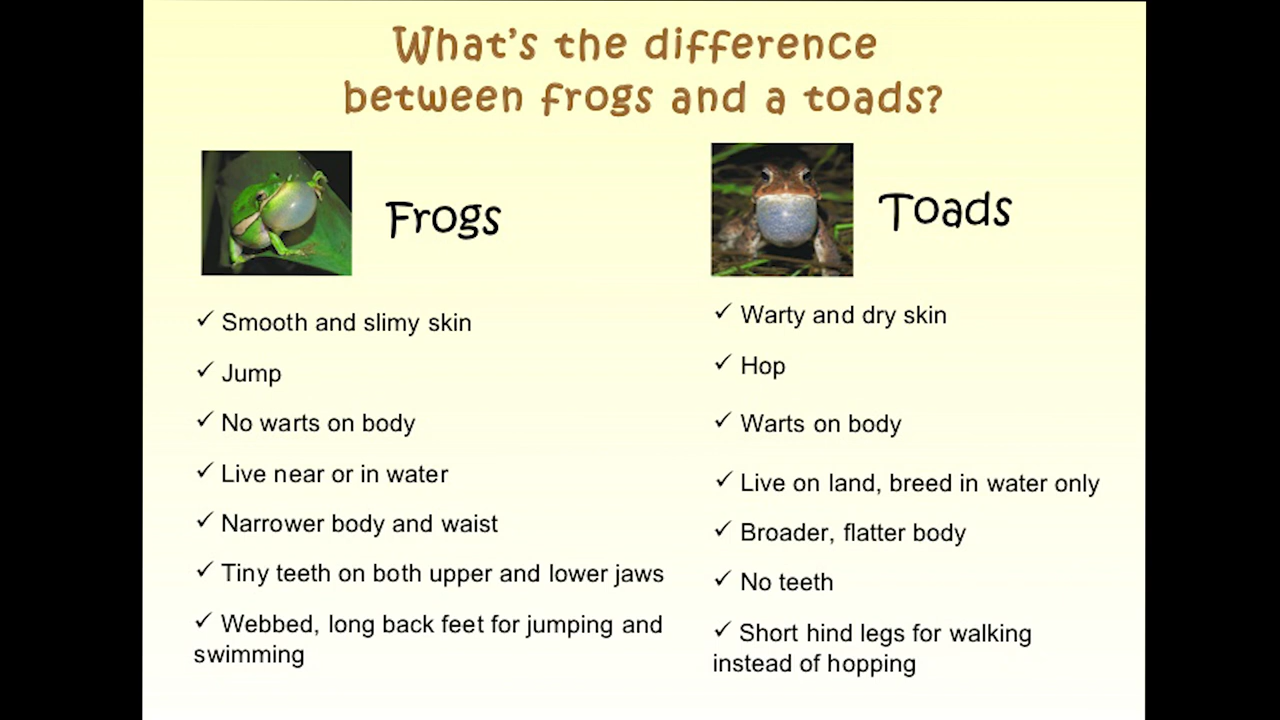 What's the difference
between frogs and a toads?
Frogs
✓ Smooth and slimy skin
✓ Jump
✓ No warts on body
✓ Live near or in water
✓ Narrower body and waist
✓ Tiny teeth on both upper and lower jaws
✓ Webbed, long back feet for jumping and
swimming
Toads
✓ Warty and dry skin
✓ Hop
✓ Warts on body
✓ Live on land, breed in water only
✓ Broader, flatter body
✓ No teeth
✓ Short hind legs for walking
instead of hopping